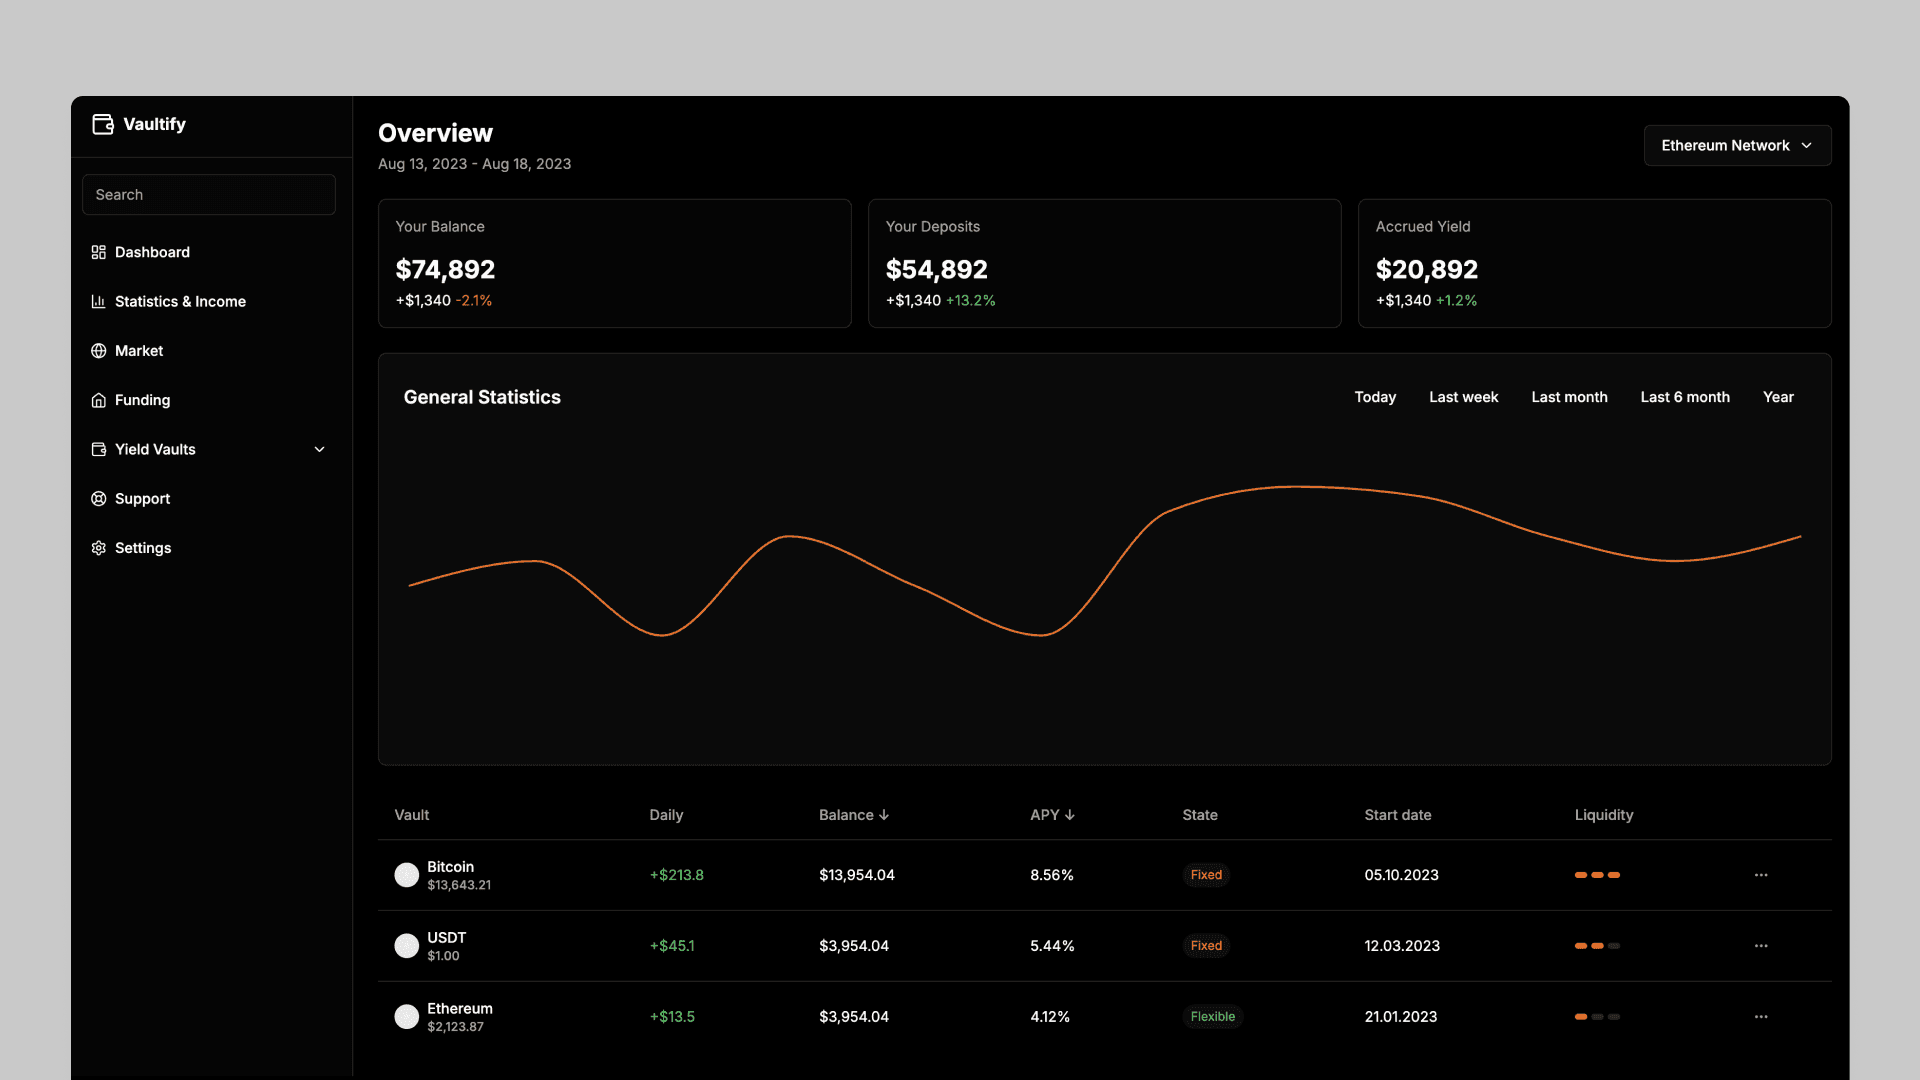 Vaultify
Search
Dashboard
Statistics & Income
Market
Funding
Yield Vaults
Support
Settings
Overview
Aug 13, 2023 - Aug 18, 2023
Ethereum Network
Your Balance
$74,892
+$1,340 -2.1%
Your Deposits
$54,892
+$1,340 +13.2%
Accrued Yield
$20,892
+$1,340 +1.2%
General Statistics
Today Last week Last month Last 6 month Year
Vault Daily Balance ↓ APY ↓ State Start date Liquidity
Bitcoin
$13,643.21
+$213.8 $13,954.04 8.56% Fixed 05.10.2023
USDT
$1.00
+$45.1 $3,954.04 5.44% Fixed 12.03.2023
Ethereum
$2,123.87
+$13.5 $3,954.04 4.12% Flexible 21.01.2023